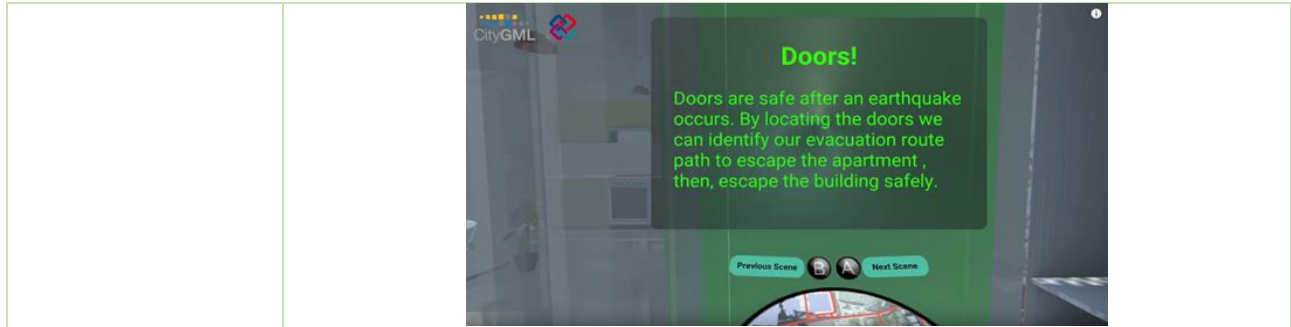 CityGML
Doors!
Doors are safe after an earthquake
occurs. By locating the doors we
can identify our evacuation route
path to escape the apartment ,
then, escape the building safely.
Previous Scene B A Next Scene